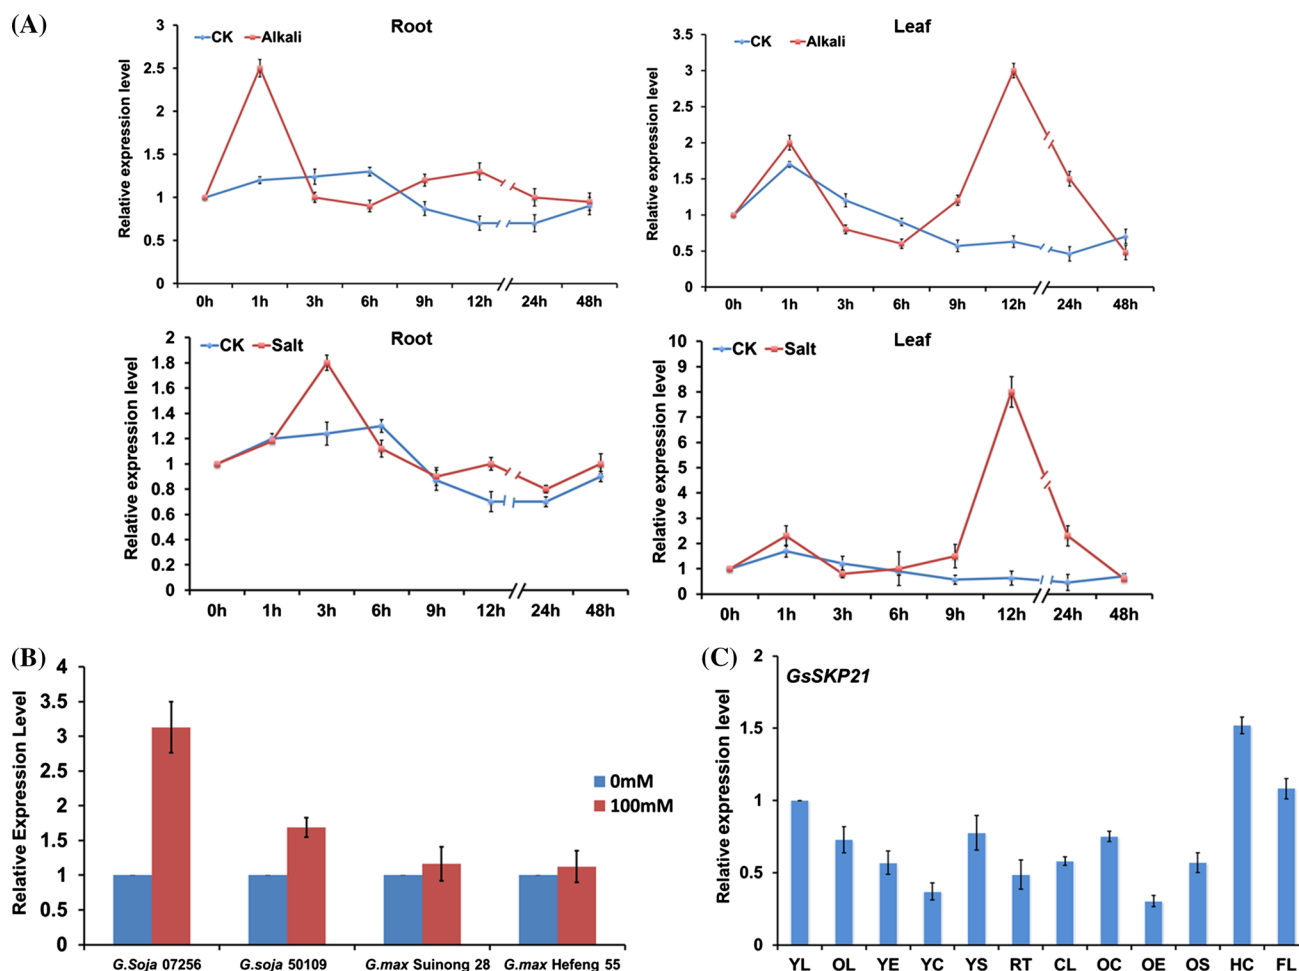 (A)
Root
CK Alkali
Relative expression level
3
2.5
2
1.5
1
0.5
0
0h 1h 3h 6h 9h 12h 24h 48h
Leaf
CK Alkali
Relative expression level
3.5
3
2.5
2
1.5
1
0.5
0
0h 1h 3h 6h 9h 12h 24h 48h
Root
CK Salt
Relative expression level
2
1.8
1.6
1.4
1.2
1
0.8
0.6
0.4
0.2
0
0h 1h 3h 6h 9h 12h 24h 48h
Leaf
CK Salt
Relative expression level
10
9
8
7
6
5
4
3
2
1
0
0h 1h 3h 6h 9h 12h 24h 48h
(B)
Relative Expression Level
4
3.5
3
2.5
2
1.5
1
0.5
0
0mM
100mM
G.Soja 07256 G.soja 50109 G.max Suinong 28 G.max Hefeng 55
(C)
GsSKP21
Relative expression level
2
1.5
1
0.5
0
YL OL YE YC YS RT CL OC OE OS HC FL